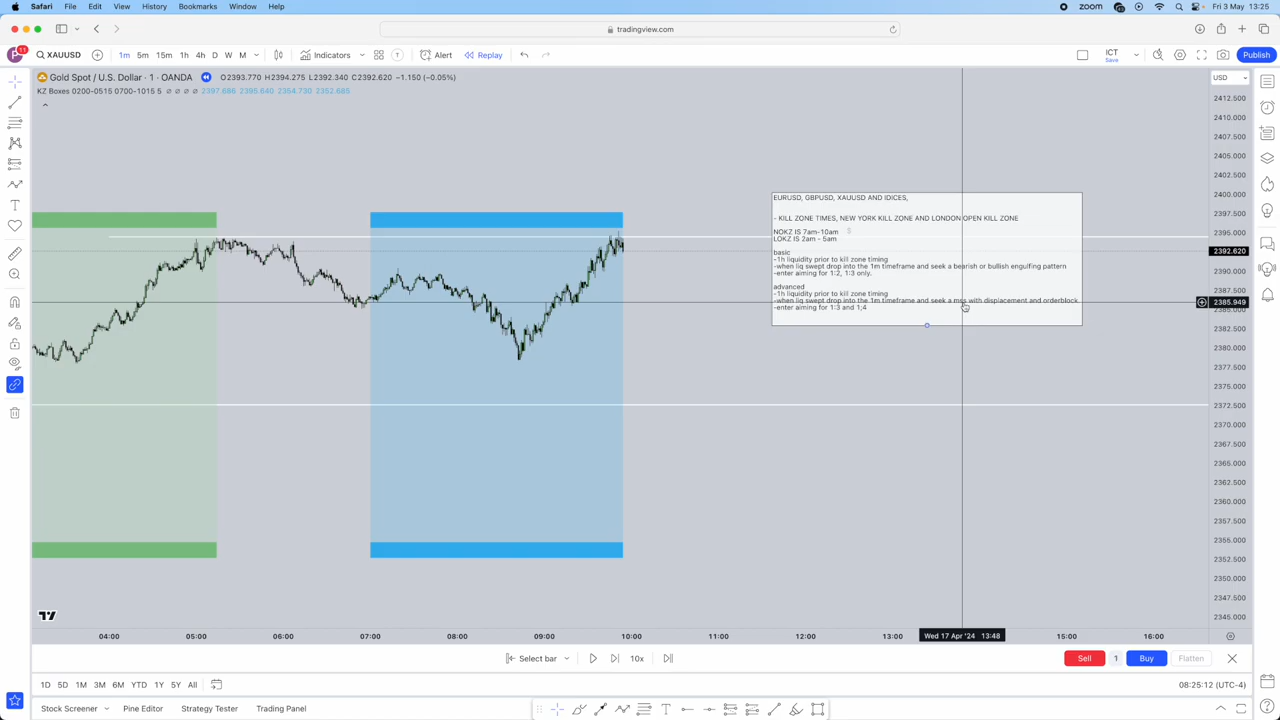 Safari File Edit View History Bookmarks Window Help
zoom Fri 3 May 13:25
tradingview.com
11
XAUUSD 1m 5m 15m 1h 4h D W M Indicators Alert Replay ICT Save Publish
Gold Spot / U.S. Dollar · 1 · OANDA O2393.770 H2394.275 L2392.340 C2392.620 −1.150 (−0.05%)
KZ Boxes 0200-0515 0700-1015 5 2397.686 2395.640 2354.730 2352.685
USD
2412.500
2410.000
2407.500
2405.000
2402.500
2400.000
2397.500
2395.000
2392.620
2390.000
2387.500
2385.949
2382.500
2380.000
2377.500
2375.000
2372.500
2370.000
2367.500
2365.000
2362.500
2360.000
2357.500
2355.000
2352.500
2350.000
2347.500
2345.000
EURUSD, GBPUSD, XAUUSD AND IDICES,
- KILL ZONE TIMES, NEW YORK KILL ZONE AND LONDON OPEN KILL ZONE
NOKZ IS 7am-10am
LOKZ IS 2am - 5am
basic
-1h liquidity prior to kill zone timing
-when liq swept drop into the 1m timeframe and seek a bearish or bullish engulfing pattern
-enter aiming for 1:2, 1:3 only.
advanced
-1h liquidity prior to kill zone timing
-when liq swept drop into the 1m timeframe and seek a mss with displacement and orderblock
-enter aiming for 1:3 and 1;4
04:00 05:00 06:00 07:00 08:00 09:00 10:00 11:00 12:00 13:00 Wed 17 Apr '24 13:48 15:00 16:00
Select bar 10x Sell 1 Buy Flatten
1D 5D 1M 3M 6M YTD 1Y 5Y All 08:25:12 (UTC-4)
Stock Screener Pine Editor Strategy Tester Trading Panel